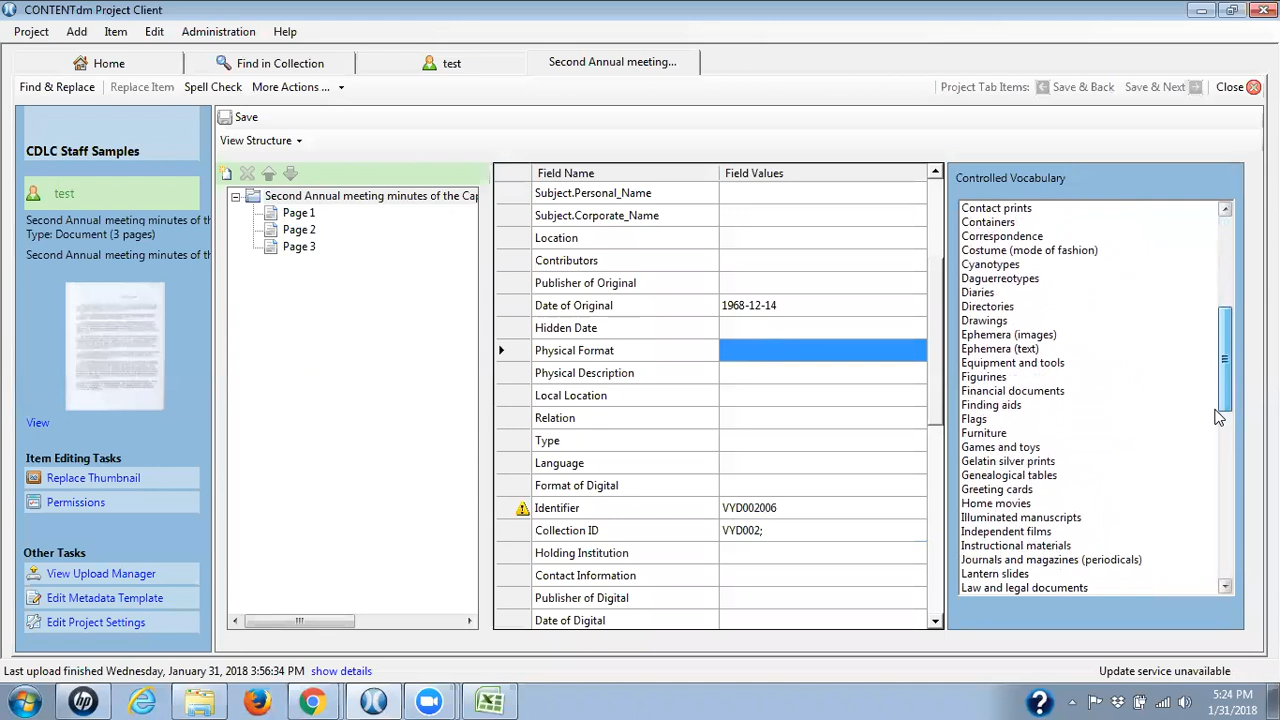 CONTENTdm Project Client
Project Add Item Edit Administration Help
Home Find in Collection test Second Annual meeting...
Find & Replace Replace Item Spell Check More Actions ... Project Tab Items: Save & Back Save & Next Close
CDLC Staff Samples
test
Second Annual meeting minutes of th
Type: Document (3 pages)
Second Annual meeting minutes of th
View
Item Editing Tasks
Replace Thumbnail
Permissions
Other Tasks
View Upload Manager
Edit Metadata Template
Edit Project Settings
Save
View Structure
Second Annual meeting minutes of the Cap
Page 1
Page 2
Page 3
Field Name Field Values
Subject.Personal_Name
Subject.Corporate_Name
Location
Contributors
Publisher of Original
Date of Original 1968-12-14
Hidden Date
Physical Format
Physical Description
Local Location
Relation
Type
Language
Format of Digital
Identifier VYD002006
Collection ID VYD002;
Holding Institution
Contact Information
Publisher of Digital
Date of Digital
Controlled Vocabulary
Contact prints
Containers
Correspondence
Costume (mode of fashion)
Cyanotypes
Daguerreotypes
Diaries
Directories
Drawings
Ephemera (images)
Ephemera (text)
Equipment and tools
Figurines
Financial documents
Finding aids
Flags
Furniture
Games and toys
Gelatin silver prints
Genealogical tables
Greeting cards
Home movies
Illuminated manuscripts
Independent films
Instructional materials
Journals and magazines (periodicals)
Lantern slides
Law and legal documents
Last upload finished Wednesday, January 31, 2018 3:56:34 PM show details Update service unavailable
5:24 PM
1/31/2018